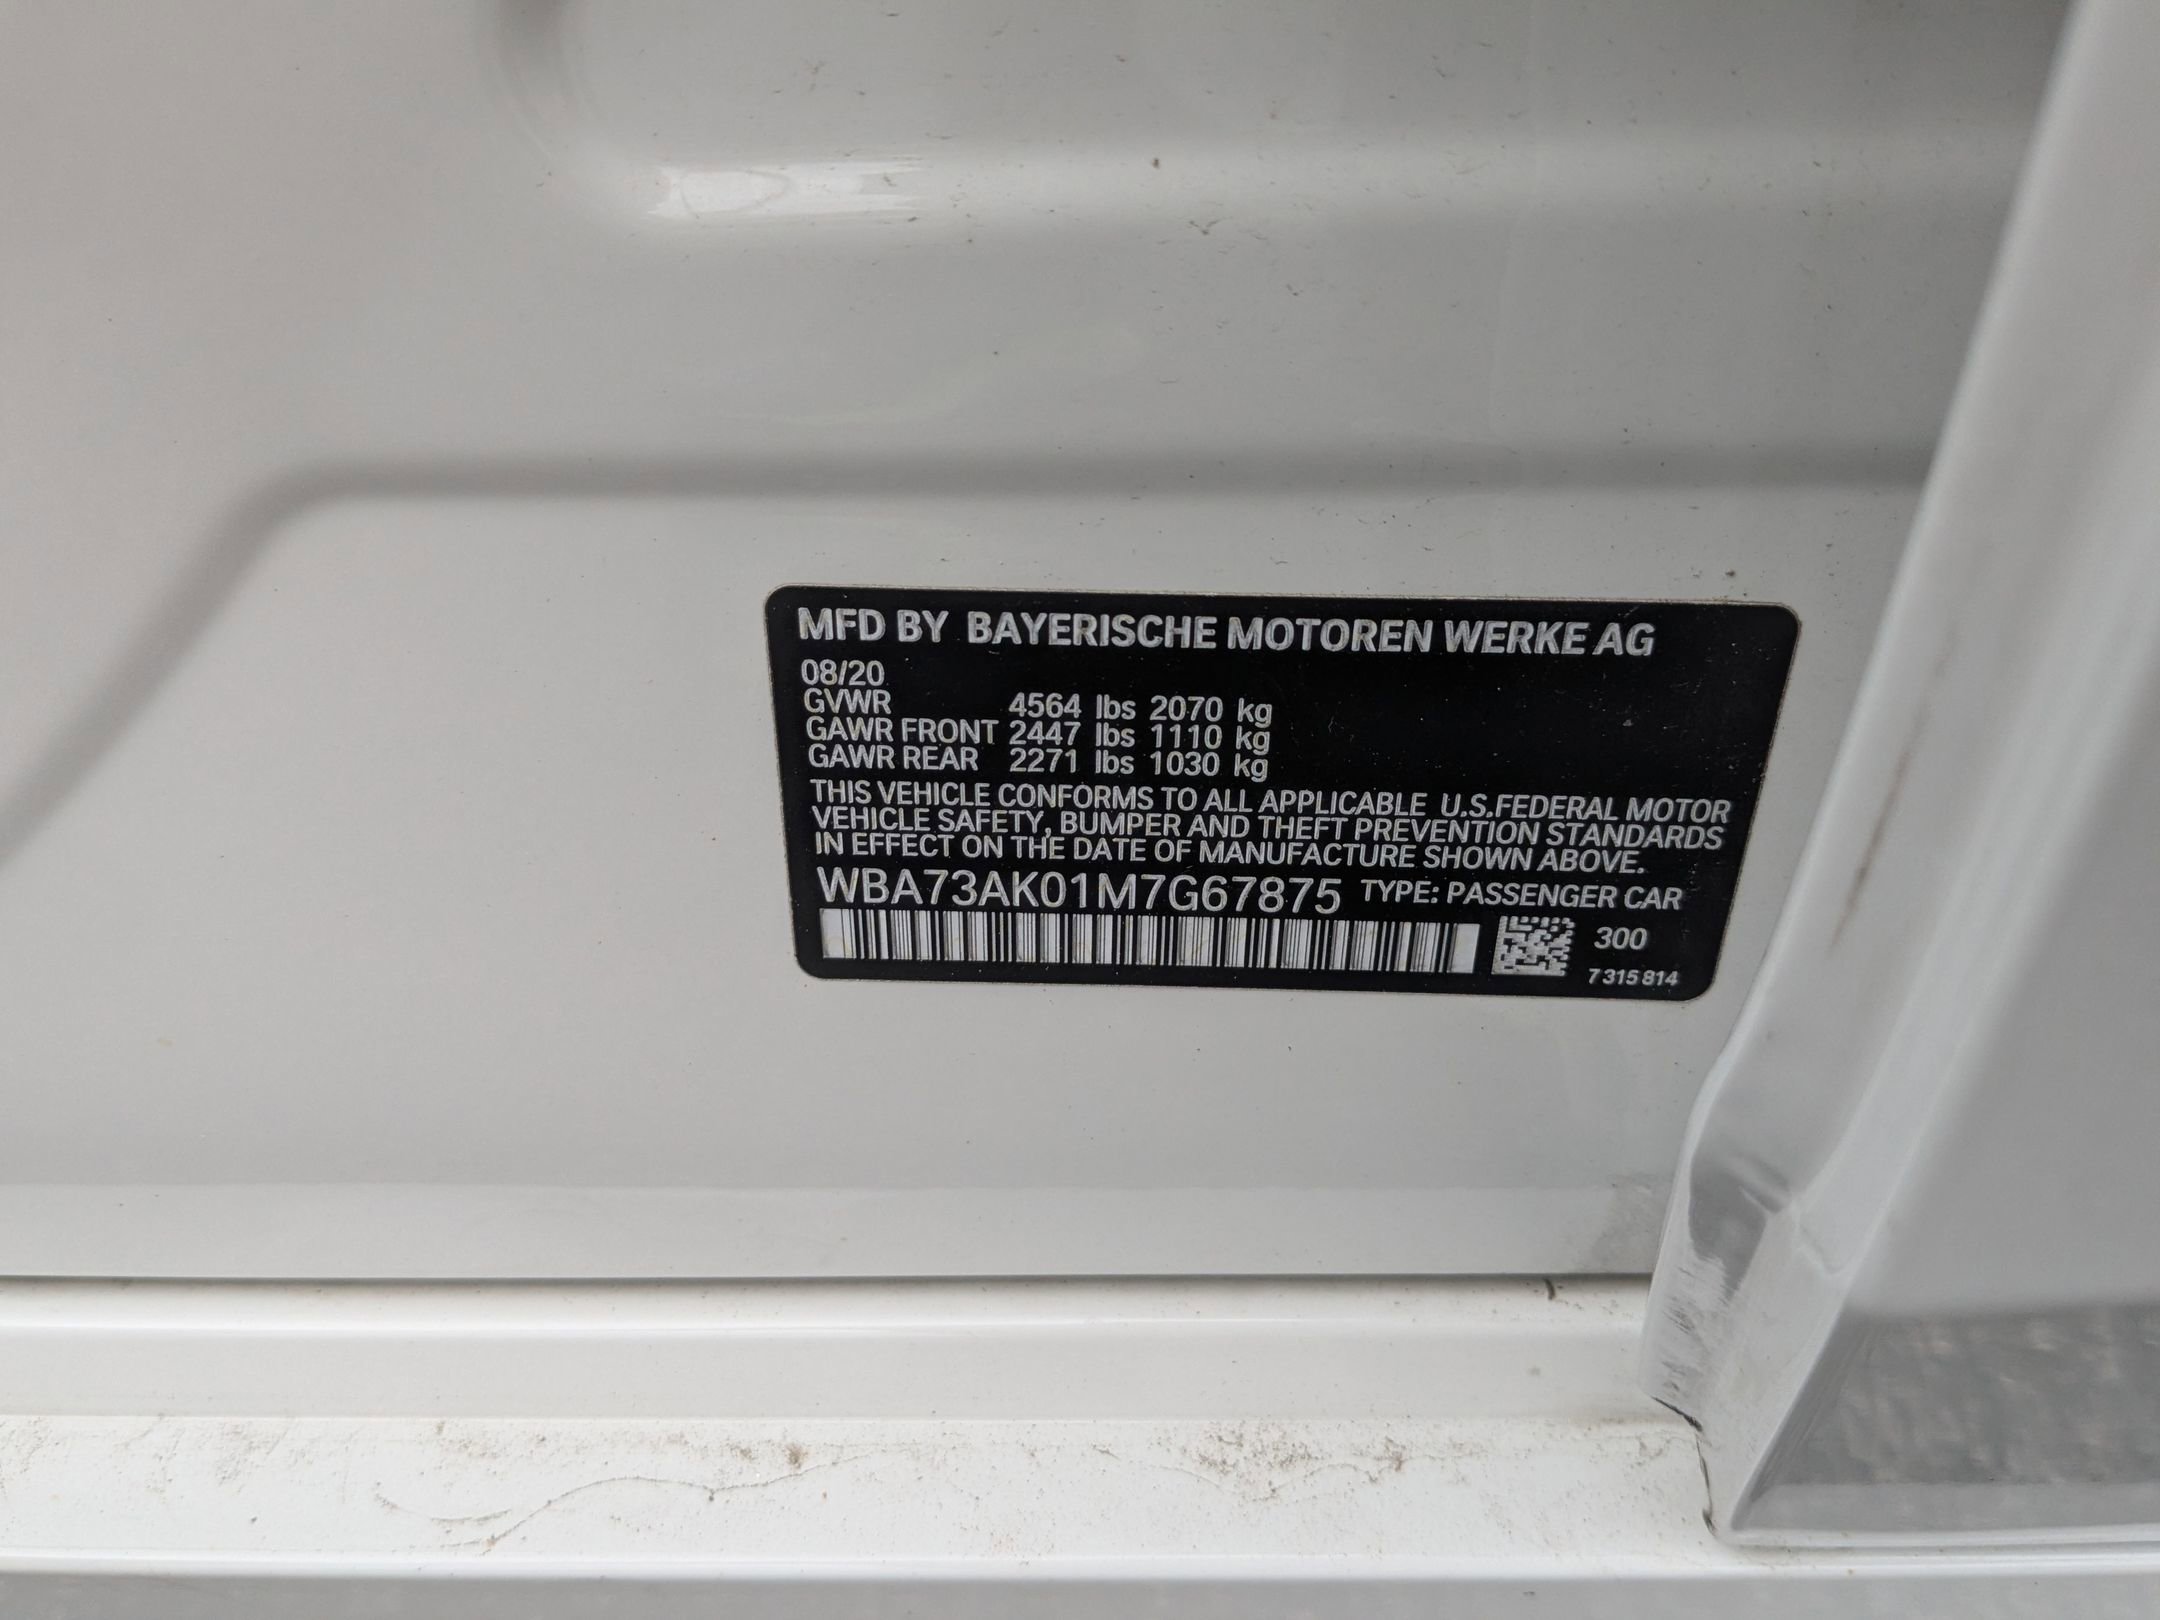 MFD BY BAYERISCHE MOTOREN WERKE AG
08/20
GVWR 4564 lbs 2070 kg
GAWR FRONT 2447 lbs 1110 kg
GAWR REAR 2271 lbs 1030 kg
THIS VEHICLE CONFORMS TO ALL APPLICABLE U.S.FEDERAL MOTOR
VEHICLE SAFETY, BUMPER AND THEFT PREVENTION STANDARDS
IN EFFECT ON THE DATE OF MANUFACTURE SHOWN ABOVE.
WBA73AK01M7G67875 TYPE: PASSENGER CAR
300
7 315 814